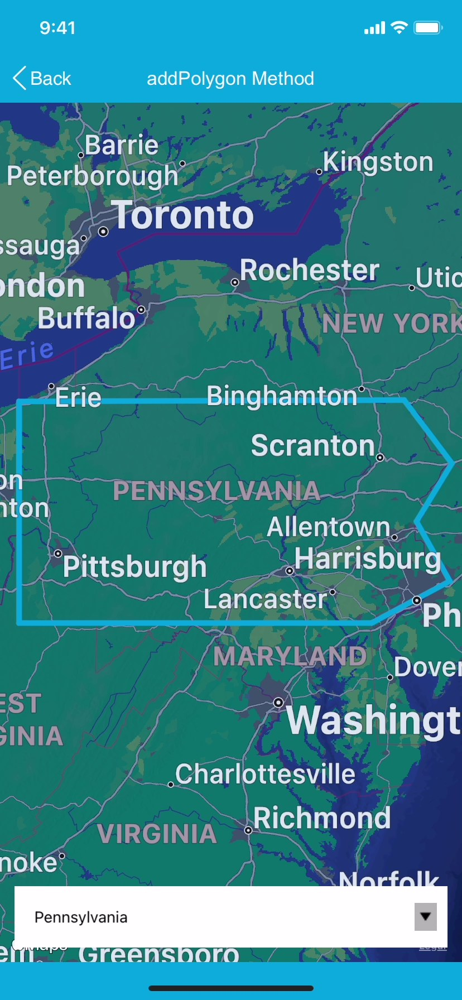 9:41
Back
addPolygon Method
Barrie
Kingston
Peterborough
Toronto
ssauga
Rochester
Utic
ondon
Buffalo
NEW YORK
Erie
Erie
Binghamton
Scranton
on
PENNSYLVANIA
nton
Allentown
Harrisburg
Pittsburgh
Lancaster
Ph
MARYLAND
Dover
EST
GINIA
Washingt
Charlottesville
Richmond
VIRGINIA
noke
Norfolk
Pennsylvania
Maps
Legal
em
Greensboro